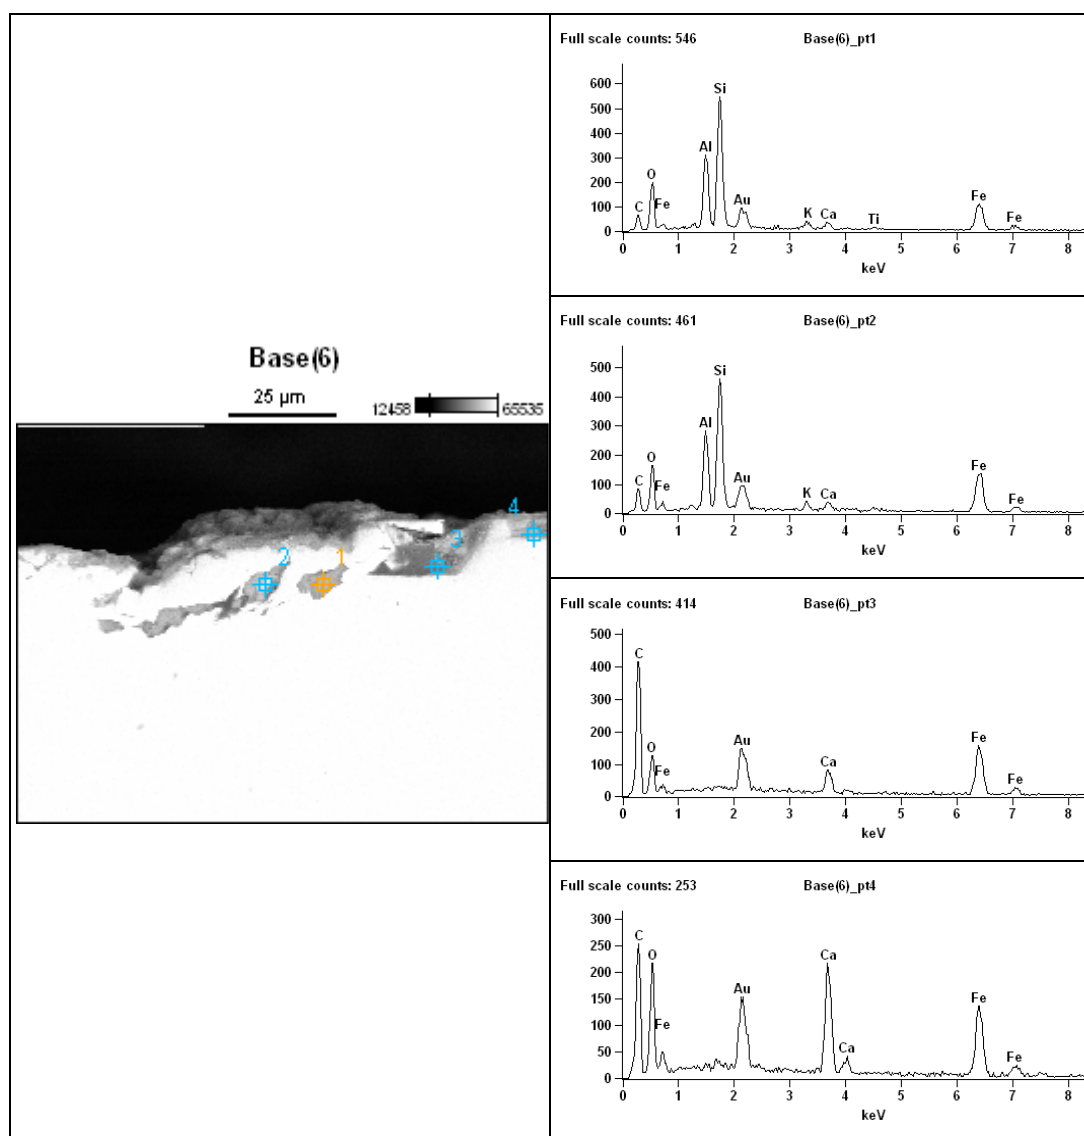 Base(6)
25 µm
12458 65535
2 1 3 4
Full scale counts: 546 Base(6)_pt1
600
500
400
300
200
100
0
C O Fe Al Si Au K Ca Ti Fe Fe
0 1 2 3 4 5 6 7 8
keV
Full scale counts: 461 Base(6)_pt2
500
400
300
200
100
0
C O Fe Al Si Au K Ca Fe Fe
0 1 2 3 4 5 6 7 8
keV
Full scale counts: 414 Base(6)_pt3
500
400
300
200
100
0
C O Fe Au Ca Fe Fe
0 1 2 3 4 5 6 7 8
keV
Full scale counts: 253 Base(6)_pt4
300
250
200
150
100
50
0
C O Fe Au Ca Ca Fe Fe
0 1 2 3 4 5 6 7 8
keV